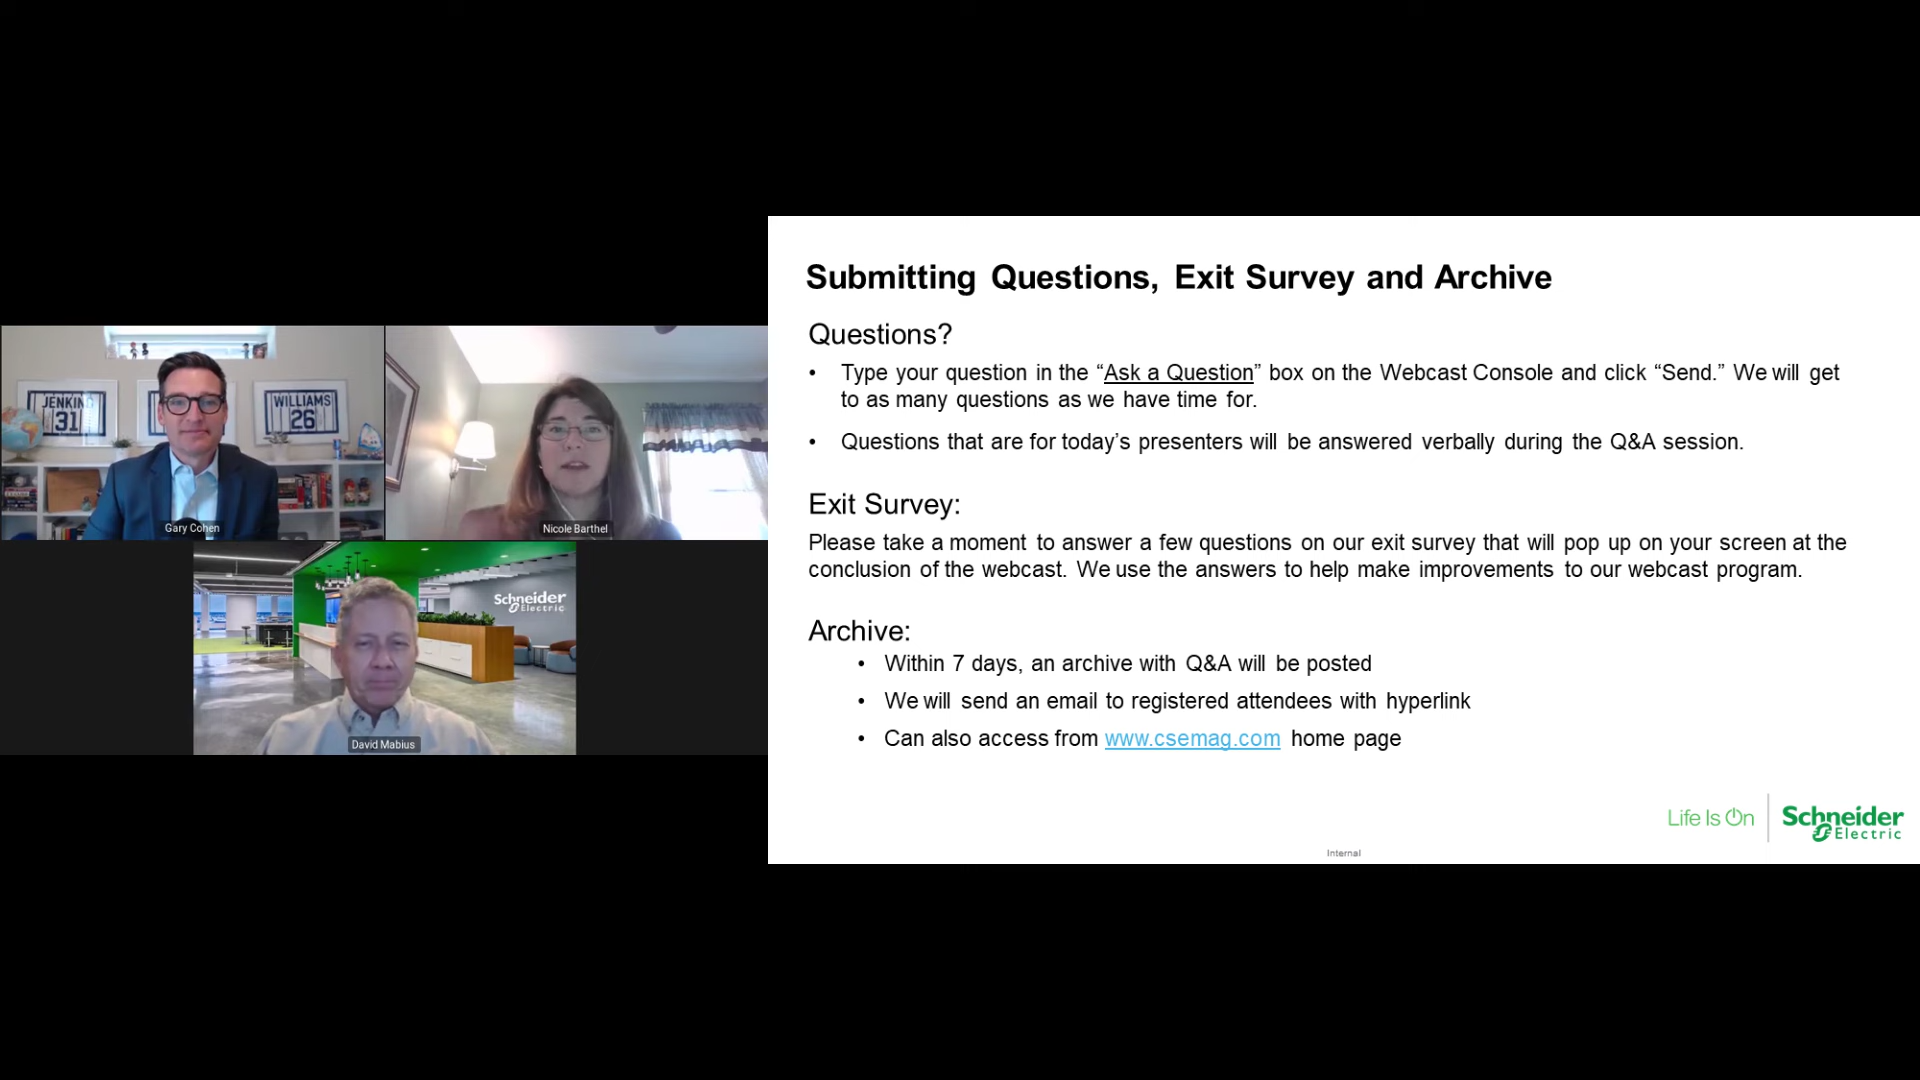 JENKINS
31
WILLIAMS
26
Gary Cohen
Nicole Barthel
Schneider
Electric
David Mabius
Submitting Questions, Exit Survey and Archive
Questions?
• Type your question in the “Ask a Question” box on the Webcast Console and click “Send.” We will get
to as many questions as we have time for.
• Questions that are for today’s presenters will be answered verbally during the Q&A session.
Exit Survey:
Please take a moment to answer a few questions on our exit survey that will pop up on your screen at the
conclusion of the webcast. We use the answers to help make improvements to our webcast program.
Archive:
• Within 7 days, an archive with Q&A will be posted
• We will send an email to registered attendees with hyperlink
• Can also access from www.csemag.com home page
Life Is On
Schneider
Electric
Internal